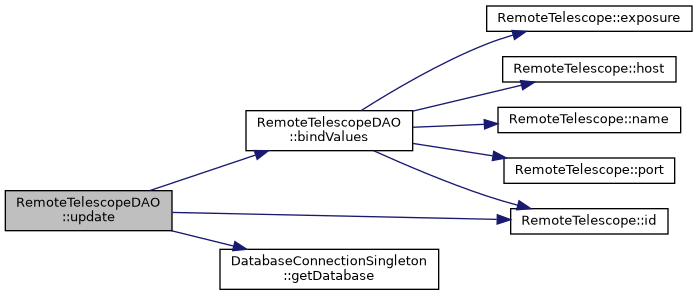 RemoteTelescope::exposure
RemoteTelescope::host
RemoteTelescopeDAO
::bindValues
RemoteTelescope::name
RemoteTelescope::port
RemoteTelescopeDAO
::update
RemoteTelescope::id
DatabaseConnectionSingleton
::getDatabase